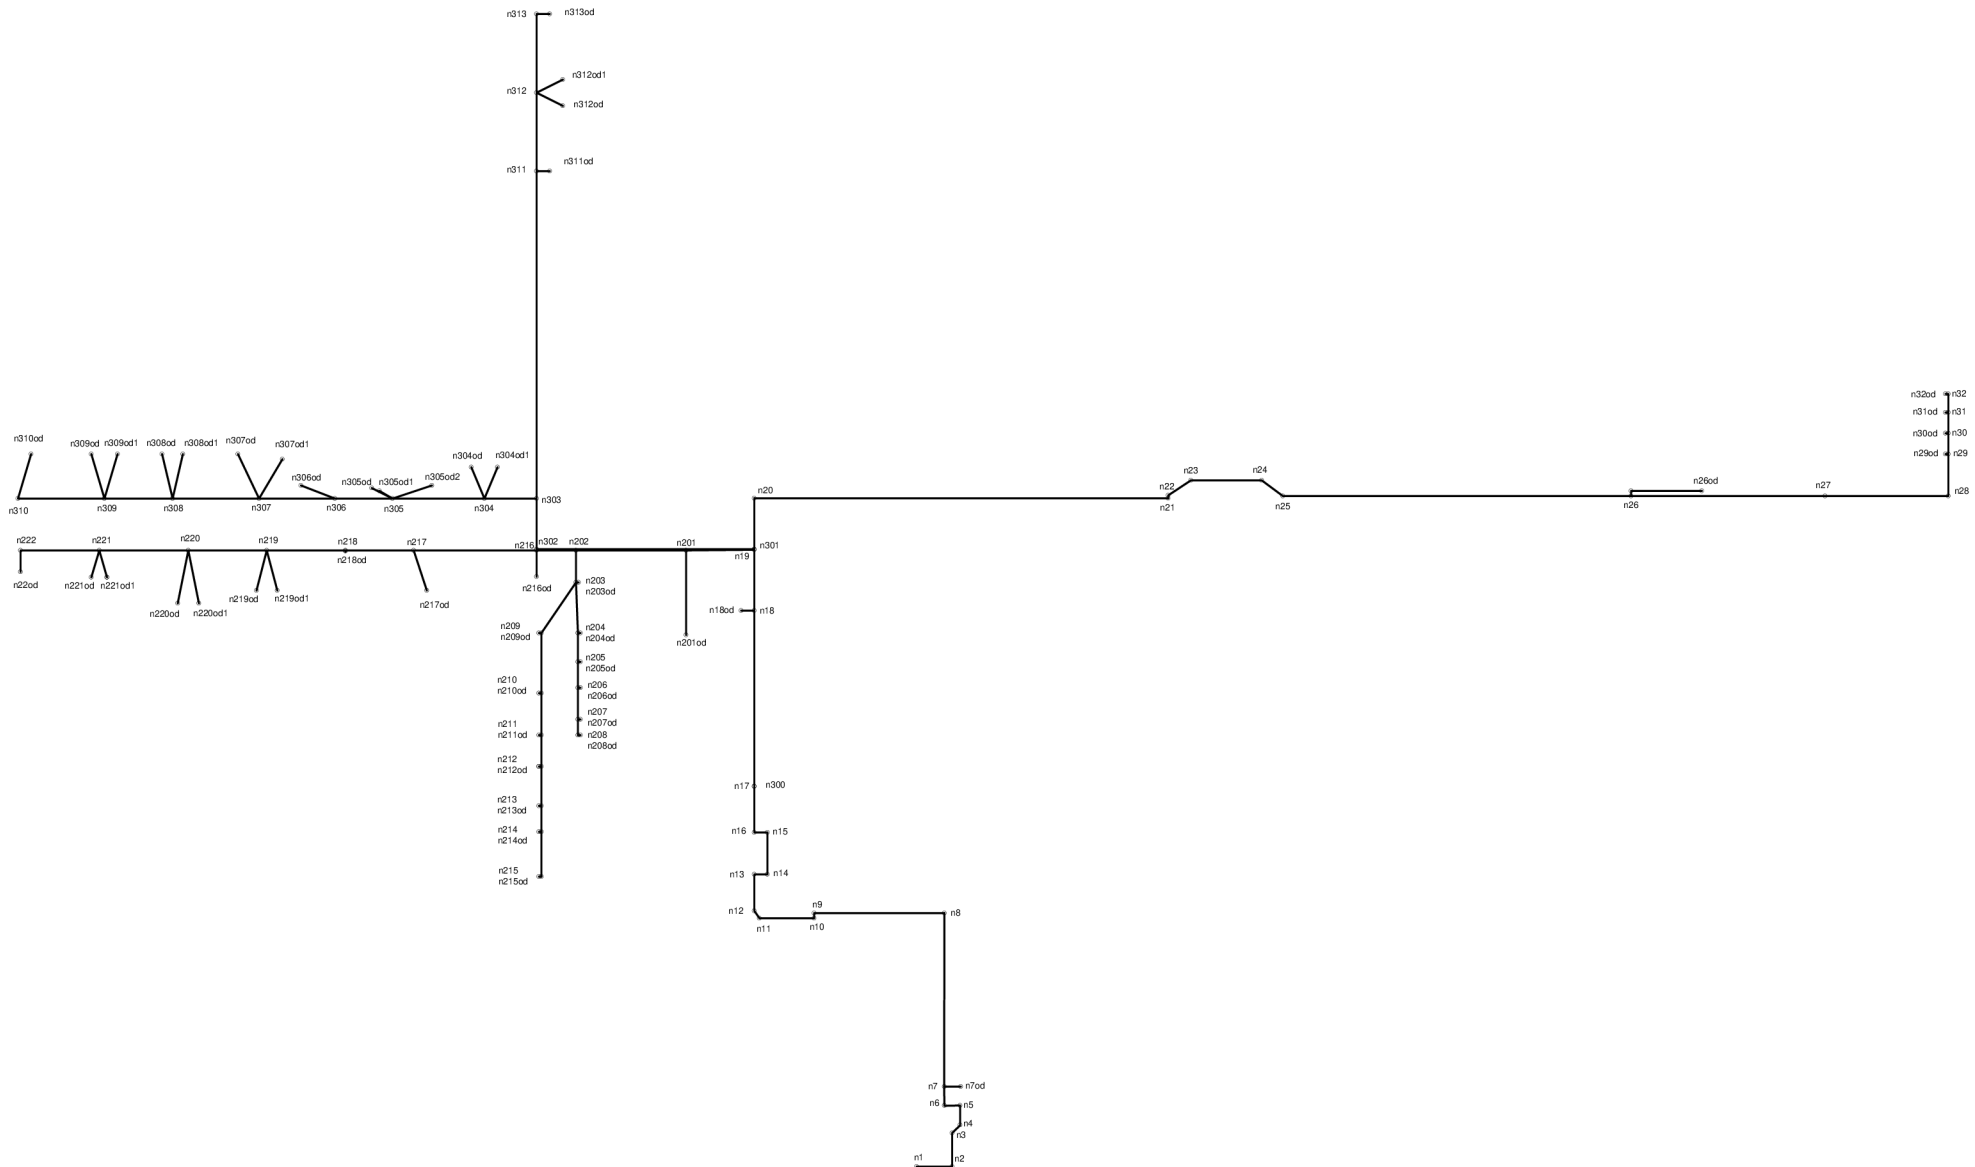 n313 n313od
n312od1
n312
n312od
n311od
n311
n32od n32
n31od n31
n30od n30
n29od n29
n310od n309od n309od1 n308od n308od1 n307od n307od1
n304od n304od1
n306od n305od n305od1 n305od2
n310 n309 n308 n307 n306 n305 n304 n303
n20 n22 n23 n24 n26od n27 n28
n21 n25 n26
n222 n221 n220 n219 n218 n217 n216 n302 n202 n201 n301
n19
n218od
n22od n221od n221od1 n216od n203
n203od
n219od n219od1 n217od
n220od n220od1
n18od n18
n209 n204
n209od n204od
n201od
n205
n205od
n210 n206
n210od n206od
n207
n211 n207od
n211od n208
n208od
n212
n212od
n17 n300
n213
n213od
n214 n16 n15
n214od
n215 n13 n14
n215od
n12 n9 n8
n11 n10
n7 n7od
n6 n5
n4
n3
n1 n2